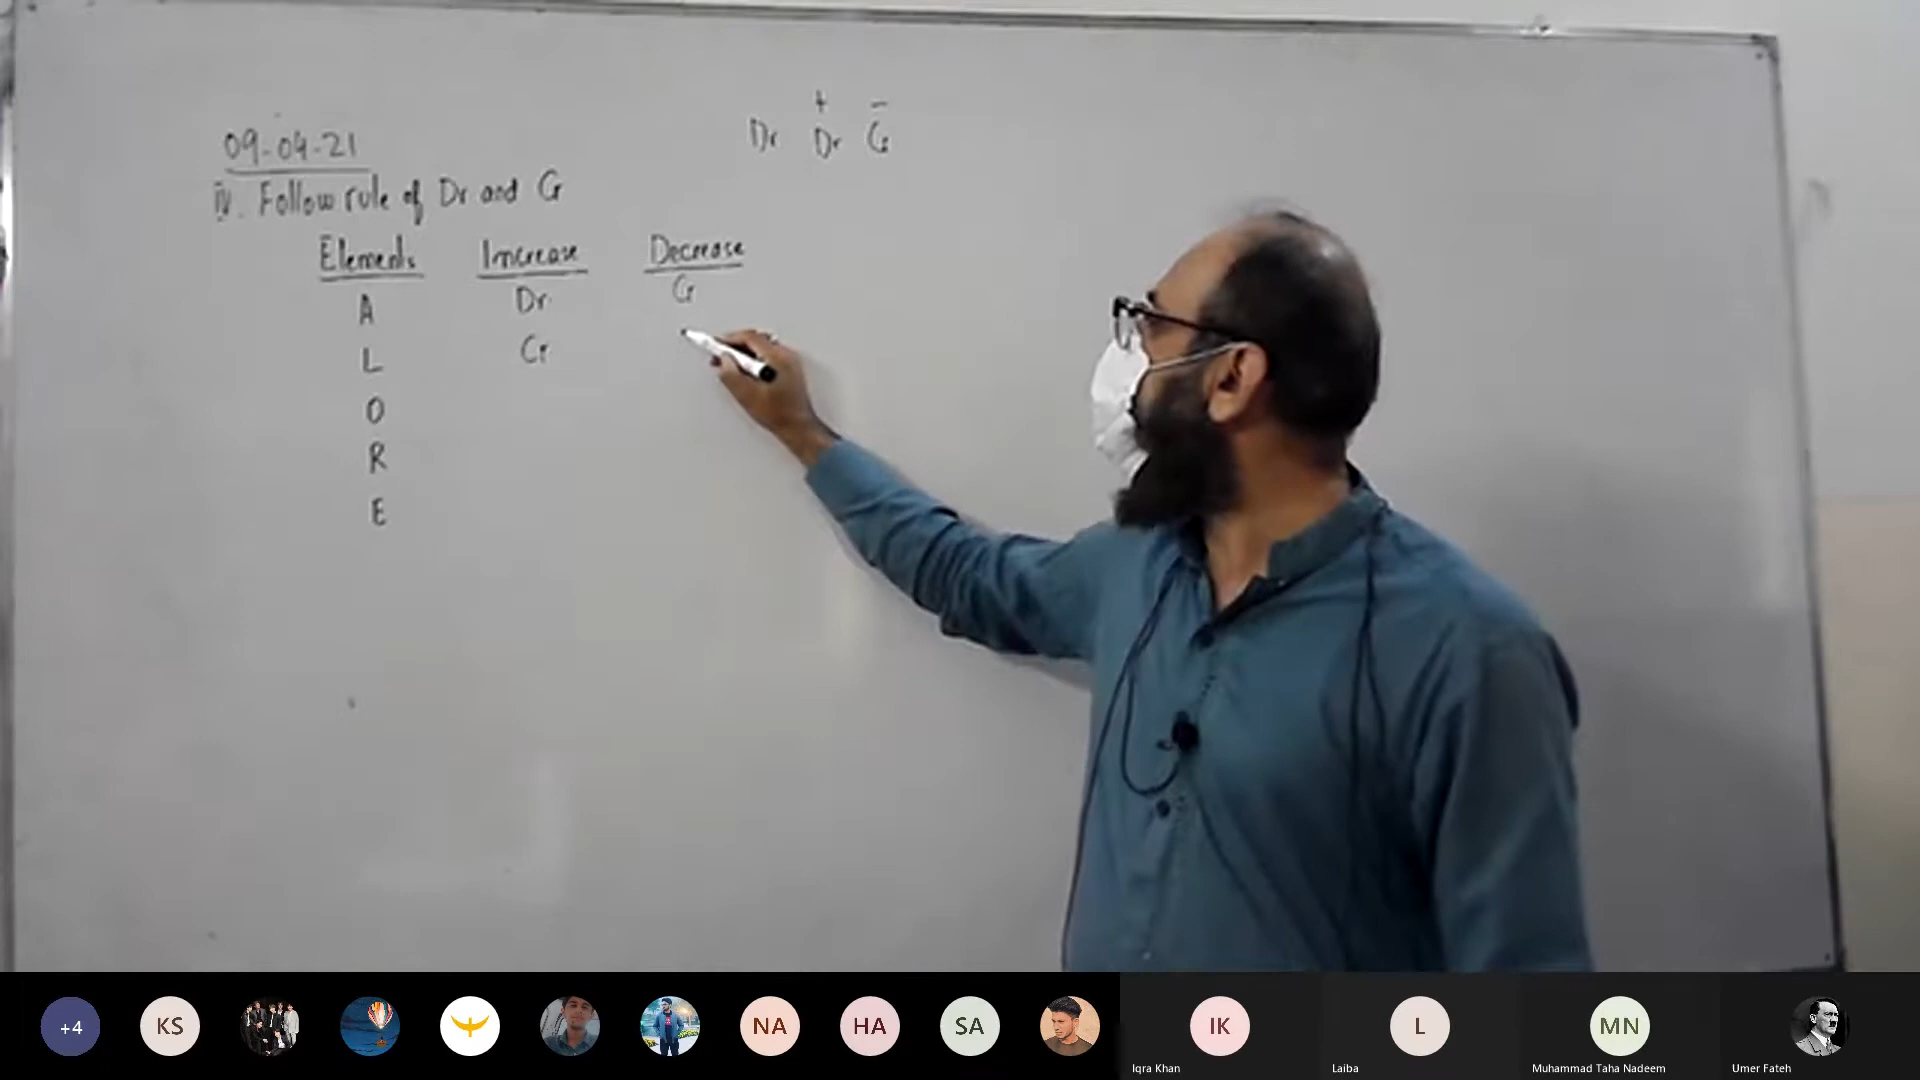 + −
Dr Dr Cr
09-04-21
iv. Follow rule of Dr and Cr
Elements Increase Decrease
A Dr Cr
L Cr
O
R
E
+4 KS NA HA SA IK L MN
Iqra Khan Laiba Muhammad Taha Nadeem Umer Fateh